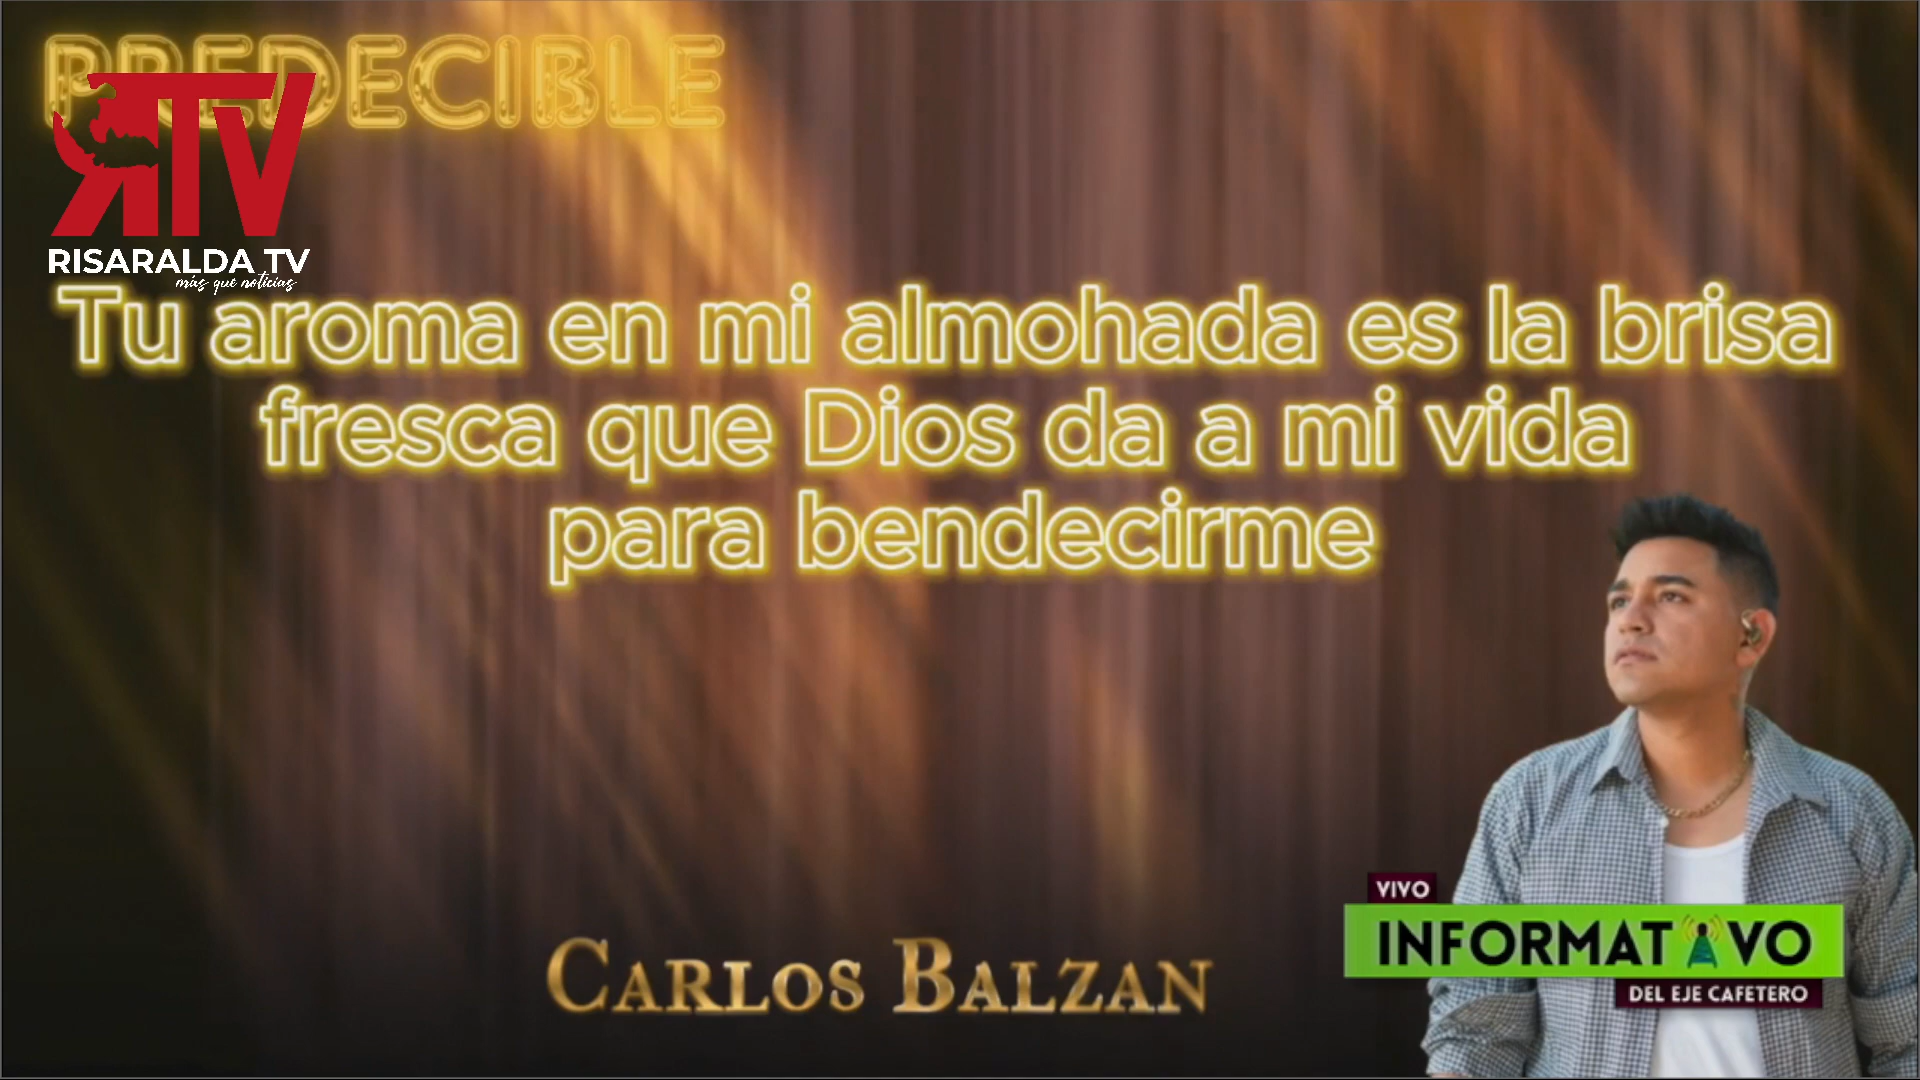 PREDECIBLE
RTV
RISARALDA TV
más que noticias
Tu aroma en mi almohada es la brisa
fresca que Dios da a mi vida
para bendecirme
CARLOS BALZAN
VIVO
INFORMATIVO
DEL EJE CAFETERO